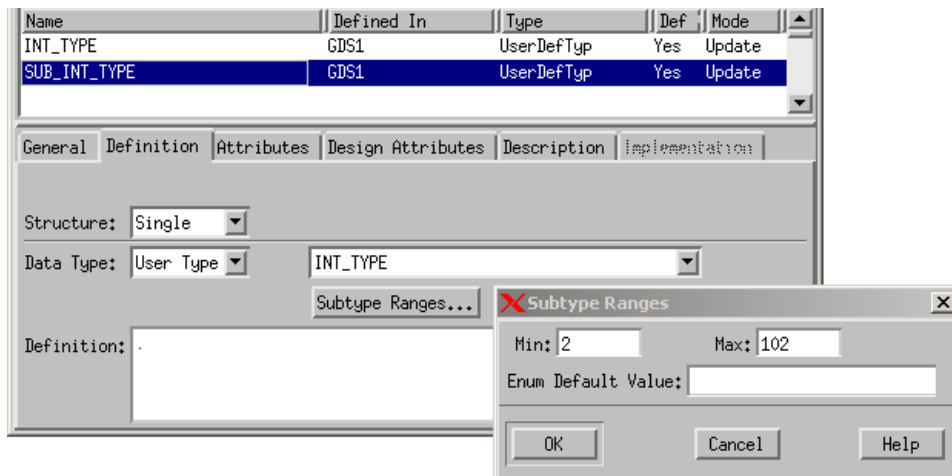 Name Defined In Type Def Mode
INT_TYPE GDS1 UserDefTyp Yes Update
SUB_INT_TYPE GDS1 UserDefTyp Yes Update
General Definition Attributes Design Attributes Description Implementation
Structure: Single
Data Type: User Type INT_TYPE
Subtype Ranges...
Definition: .
Subtype Ranges
Min: 2 Max: 102
Enum Default Value:
OK Cancel Help